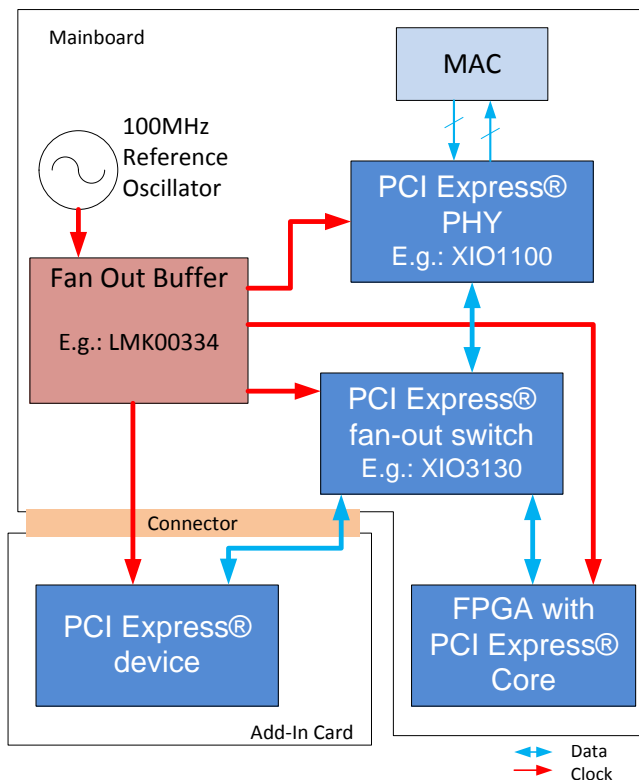 Mainboard
MAC
100MHz
Reference
Oscillator
PCI Express®
PHY
E.g.: XIO1100
Fan Out Buffer
E.g.: LMK00334
PCI Express®
fan-out switch
E.g.: XIO3130
Connector
PCI Express®
device
FPGA with
PCI Express®
Core
Add-In Card
Data
Clock